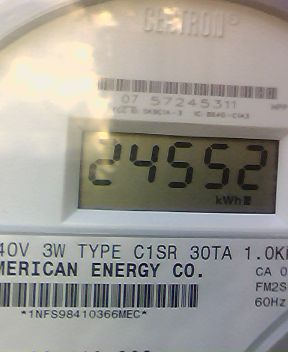 CENTRON®
07 57245311
24552
kWh
40V 3W TYPE C1SR 30TA 1.0K
MERICAN ENERGY CO.
CA 0
FM2S
60Hz
*1NFS98410366MEC*